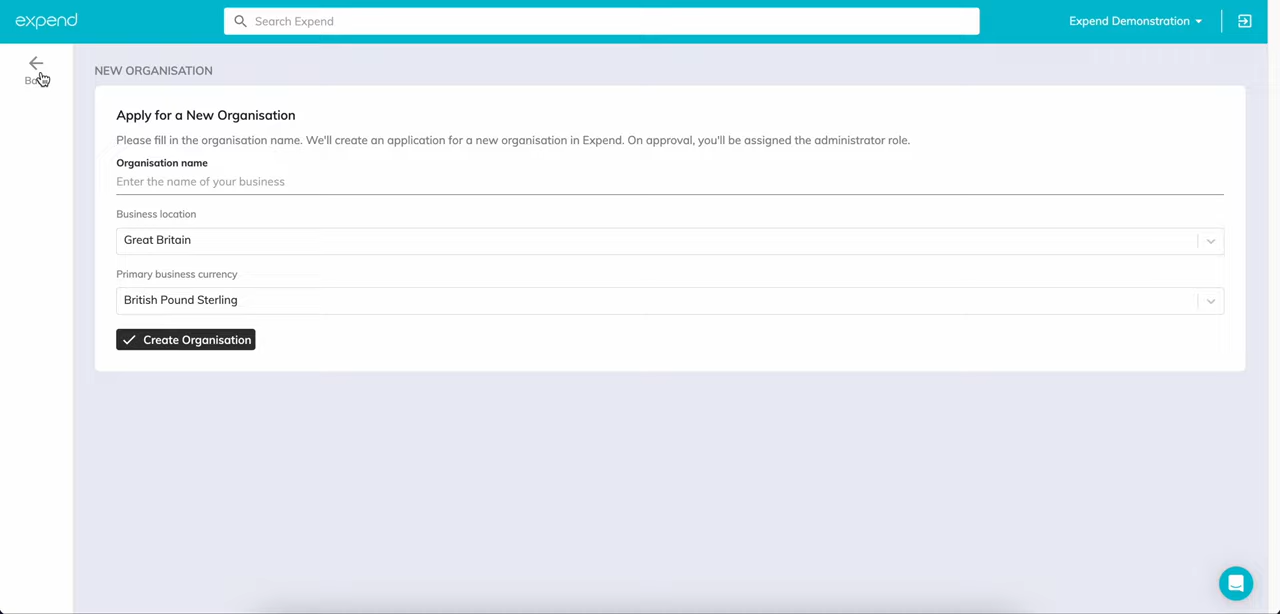 expend
Search Expend
Expend Demonstration
NEW ORGANISATION
Apply for a New Organisation
Please fill in the organisation name. We'll create an application for a new organisation in Expend. On approval, you'll be assigned the administrator role.
Organisation name
Enter the name of your business
Business location
Great Britain
Primary business currency
British Pound Sterling
Create Organisation